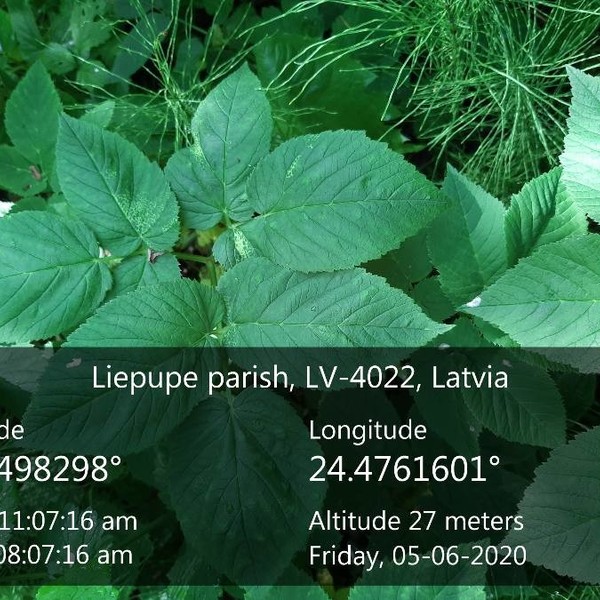 Liepupe parish, LV-4022, Latvia
de Longitude
498298° 24.4761601°
11:07:16 am Altitude 27 meters
08:07:16 am Friday, 05-06-2020